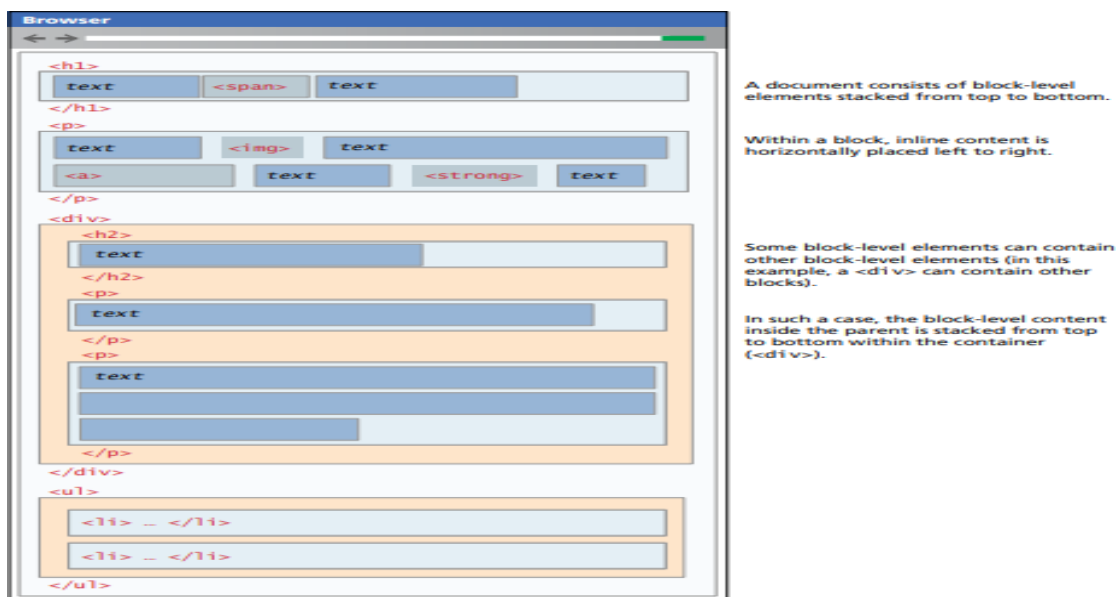 Browser
<h1>
text <span> text
</h1>
<p>
text <img> text
<a> text <strong> text
</p>
<div>
<h2>
text
</h2>
<p>
text
</p>
<p>
text
</p>
</div>
<ul>
<li> … </li>
<li> … </li>
</ul>
A document consists of block-level
elements stacked from top to bottom.
Within a block, inline content is
horizontally placed left to right.
Some block-level elements can contain
other block-level elements (in this
example, a <div> can contain other
blocks).
In such a case, the block-level content
inside the parent is stacked from top
to bottom within the container
(<div>).